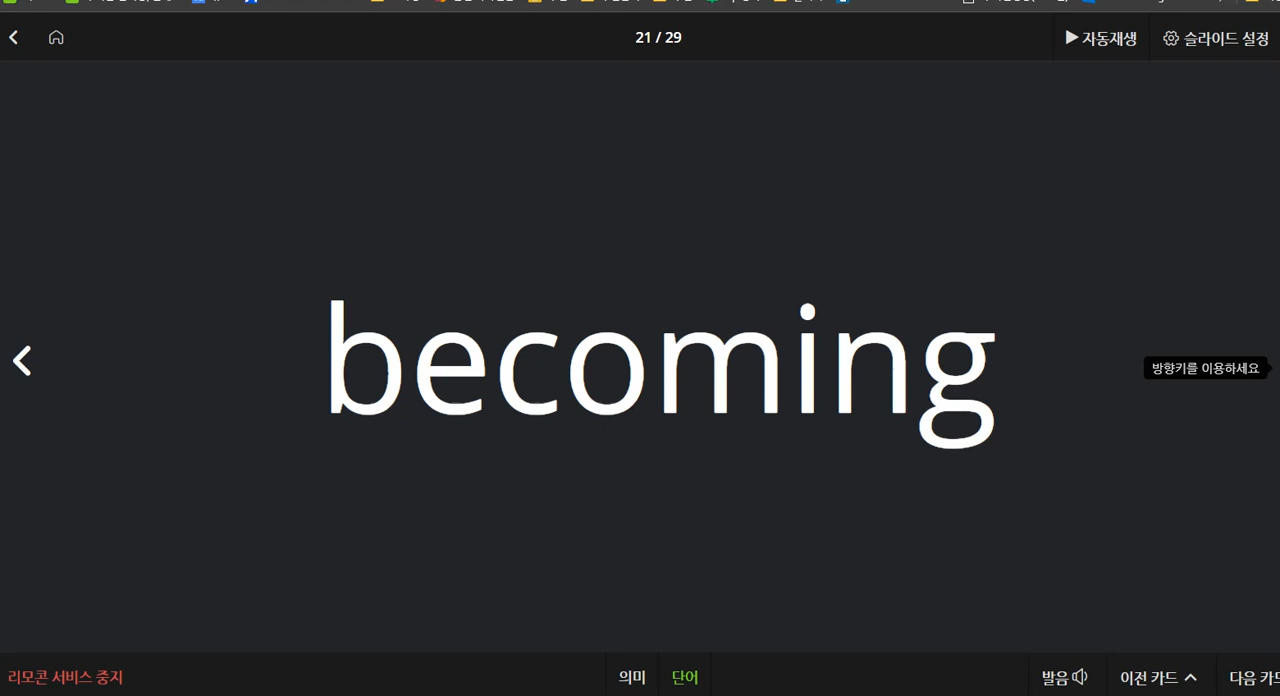 21 / 29
▶ 자동재생
슬라이드 설정
becoming
방향키를 이용하세요
리모콘 서비스 중지
의미
단어
발음
이전 카드
다음